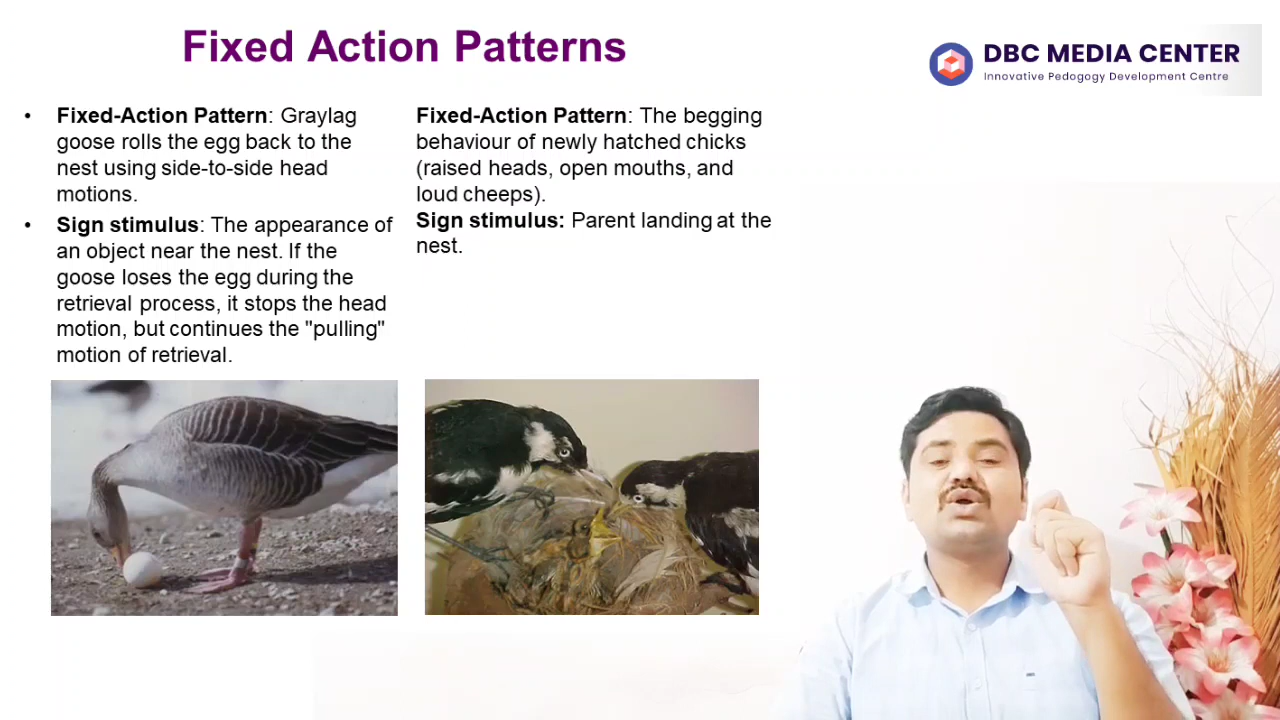 Fixed Action Patterns
DBC MEDIA CENTER
Innovative Pedogogy Development Centre
• Fixed-Action Pattern: Graylag
goose rolls the egg back to the
nest using side-to-side head
motions.
• Sign stimulus: The appearance of
an object near the nest. If the
goose loses the egg during the
retrieval process, it stops the head
motion, but continues the "pulling"
motion of retrieval.
Fixed-Action Pattern: The begging
behaviour of newly hatched chicks
(raised heads, open mouths, and
loud cheeps).
Sign stimulus: Parent landing at the
nest.